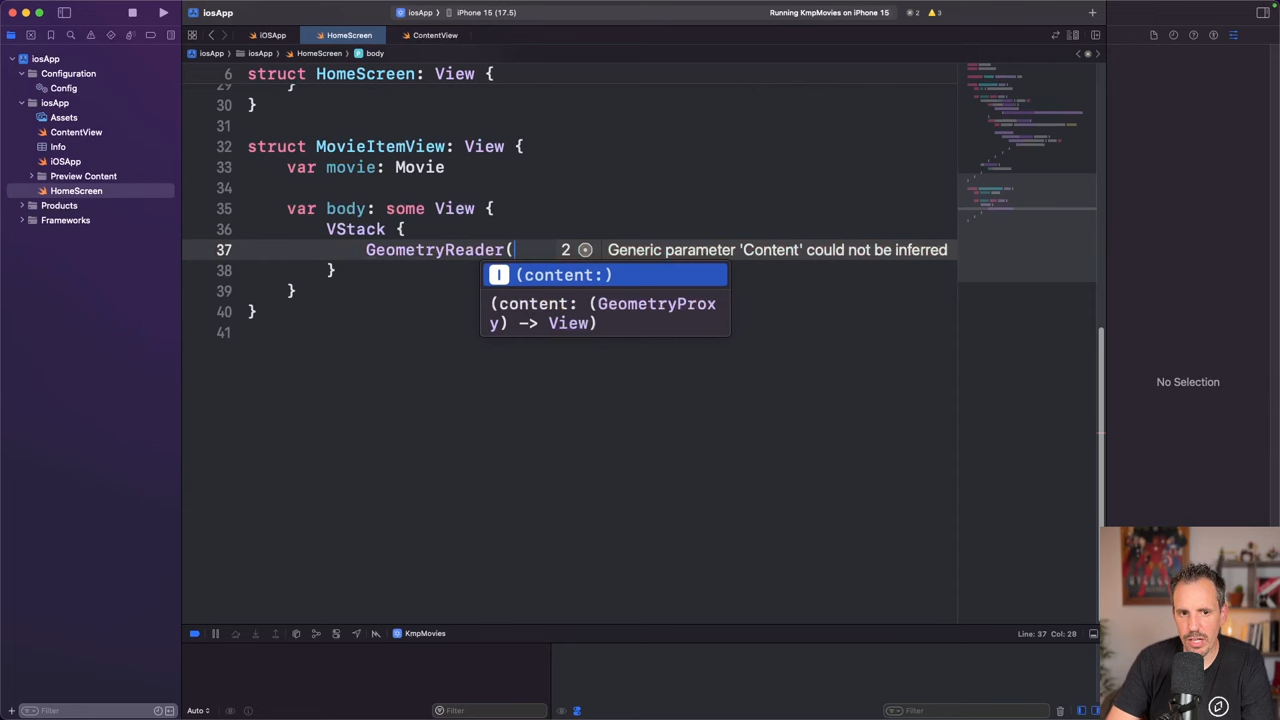 iosApp
iosApp
iPhone 15 (17.5)
Running KmpMovies on iPhone 15
2
3
iOSApp
HomeScreen
ContentView
iosApp
iosApp
HomeScreen
body
iosApp
Configuration
Config
iosApp
Assets
ContentView
Info
iOSApp
Preview Content
HomeScreen
Products
Frameworks
6 struct HomeScreen: View {
29 }
30 }
31
32 struct MovieItemView: View {
33 var movie: Movie
34
35 var body: some View {
36 VStack {
37 GeometryReader( 2 Generic parameter 'Content' could not be inferred
38 }
39 }
40 }
41
I (content:)
(content: (GeometryProx
y) -> View)
No Selection
KmpMovies
Line: 37 Col: 28
Filter
Auto
Filter
Filter